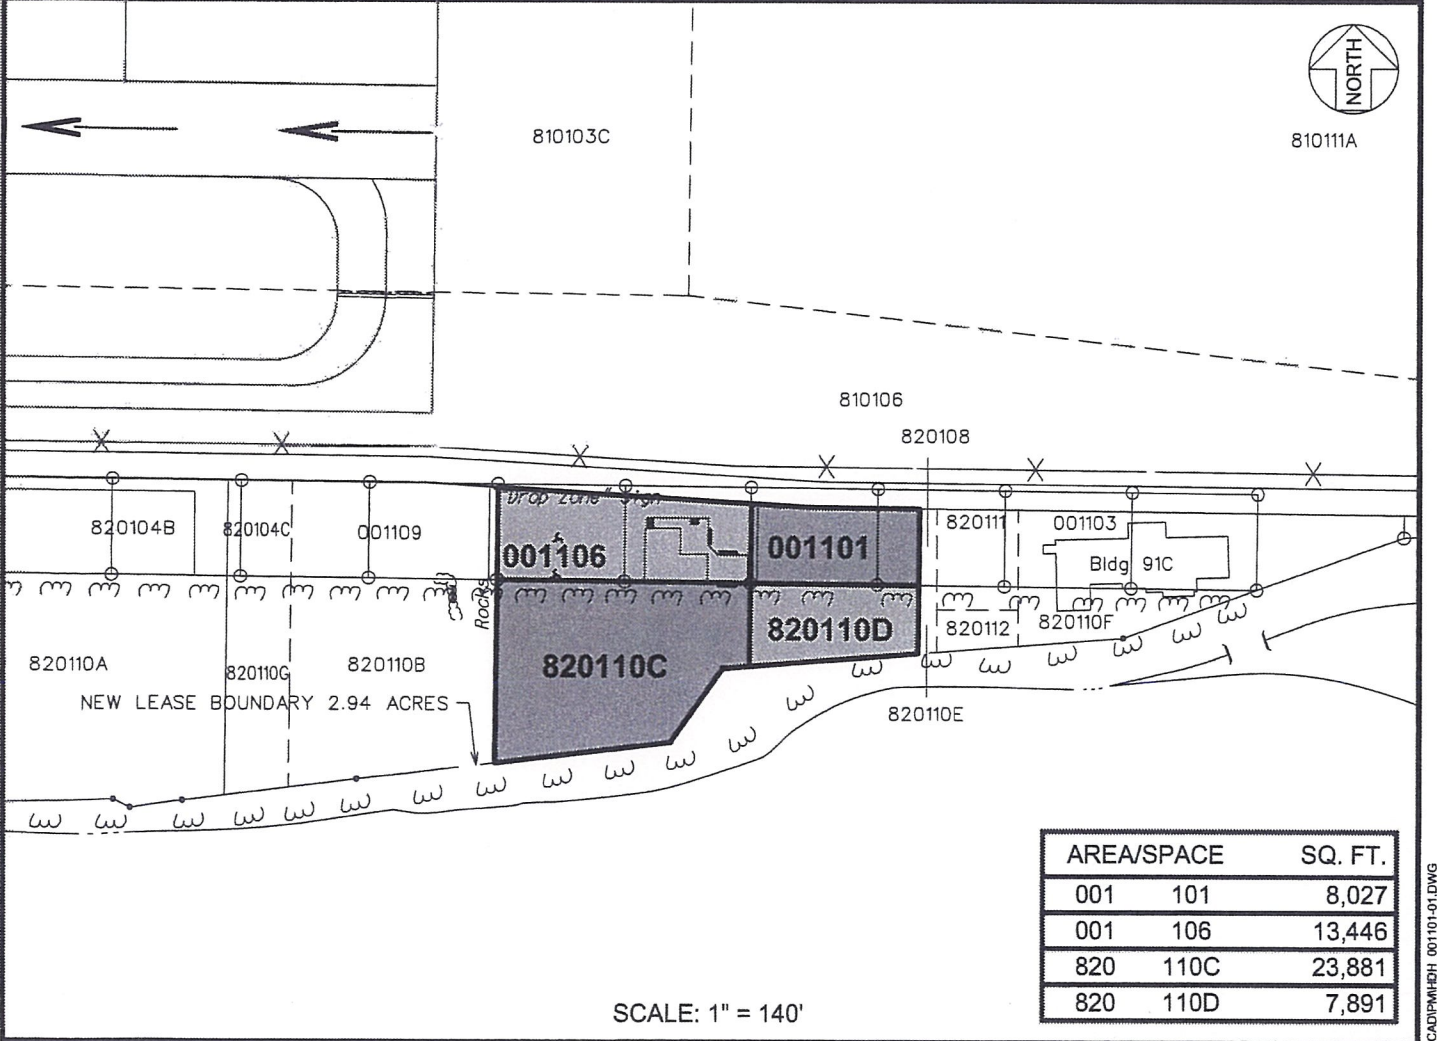 NORTH
810103C
810111A
810106
820108
"Drop Zone" Sign
820104B
820104C
001109
001106
001101
820111
001103
Bldg 91C
Rocks
820110A
820110G
820110B
820110C
820110D
820112
820110F
NEW LEASE BOUNDARY 2.94 ACRES
820110E
AREA/SPACE SQ. FT.
001 101 8,027
001 106 13,446
820 110C 23,881
820 110D 7,891
SCALE: 1" = 140'
CAD\PM\HDH 001101-01.DWG